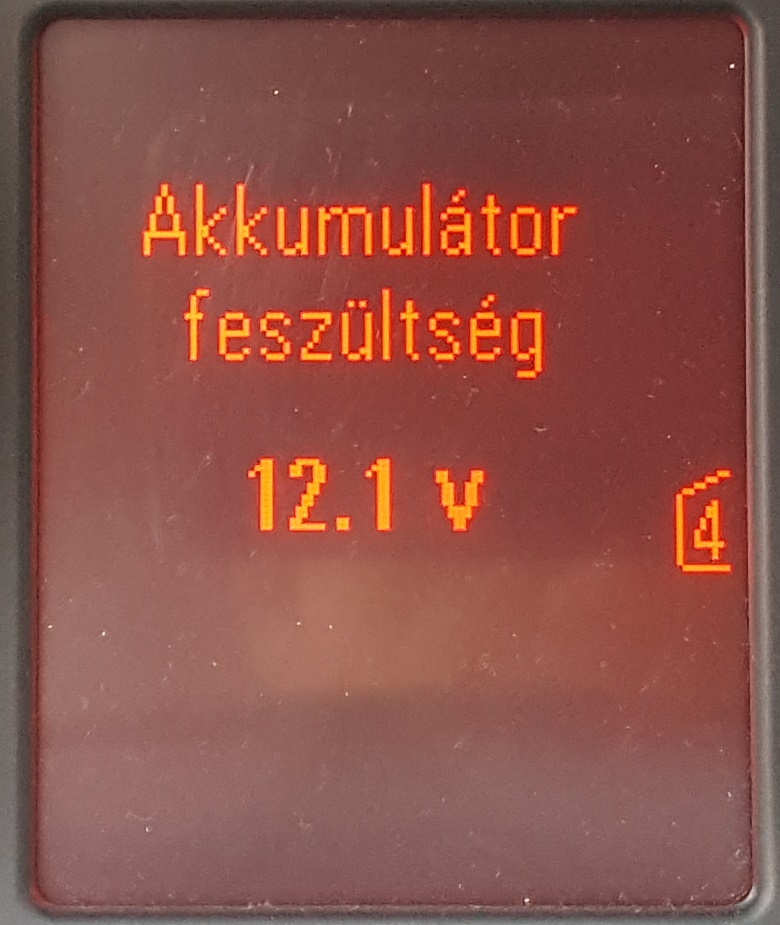 Akkumulátor
feszültség
12.1 v
4